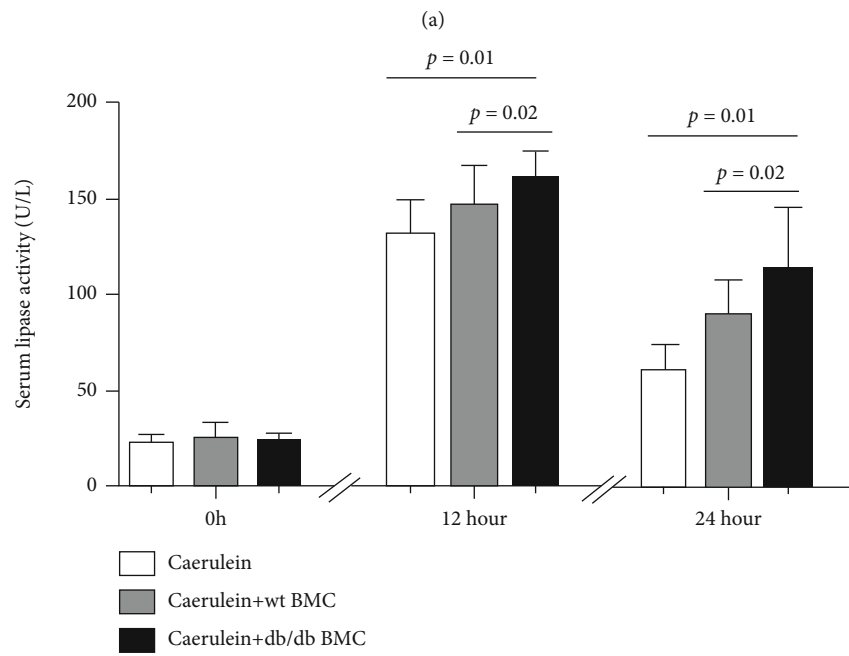 (a)
p = 0.01
200
p = 0.02
p = 0.01
150
p = 0.02
100
50
0
Serum lipase activity (U/L)
0h
12 hour
24 hour
Caerulein
Caerulein+wt BMC
Caerulein+db/db BMC